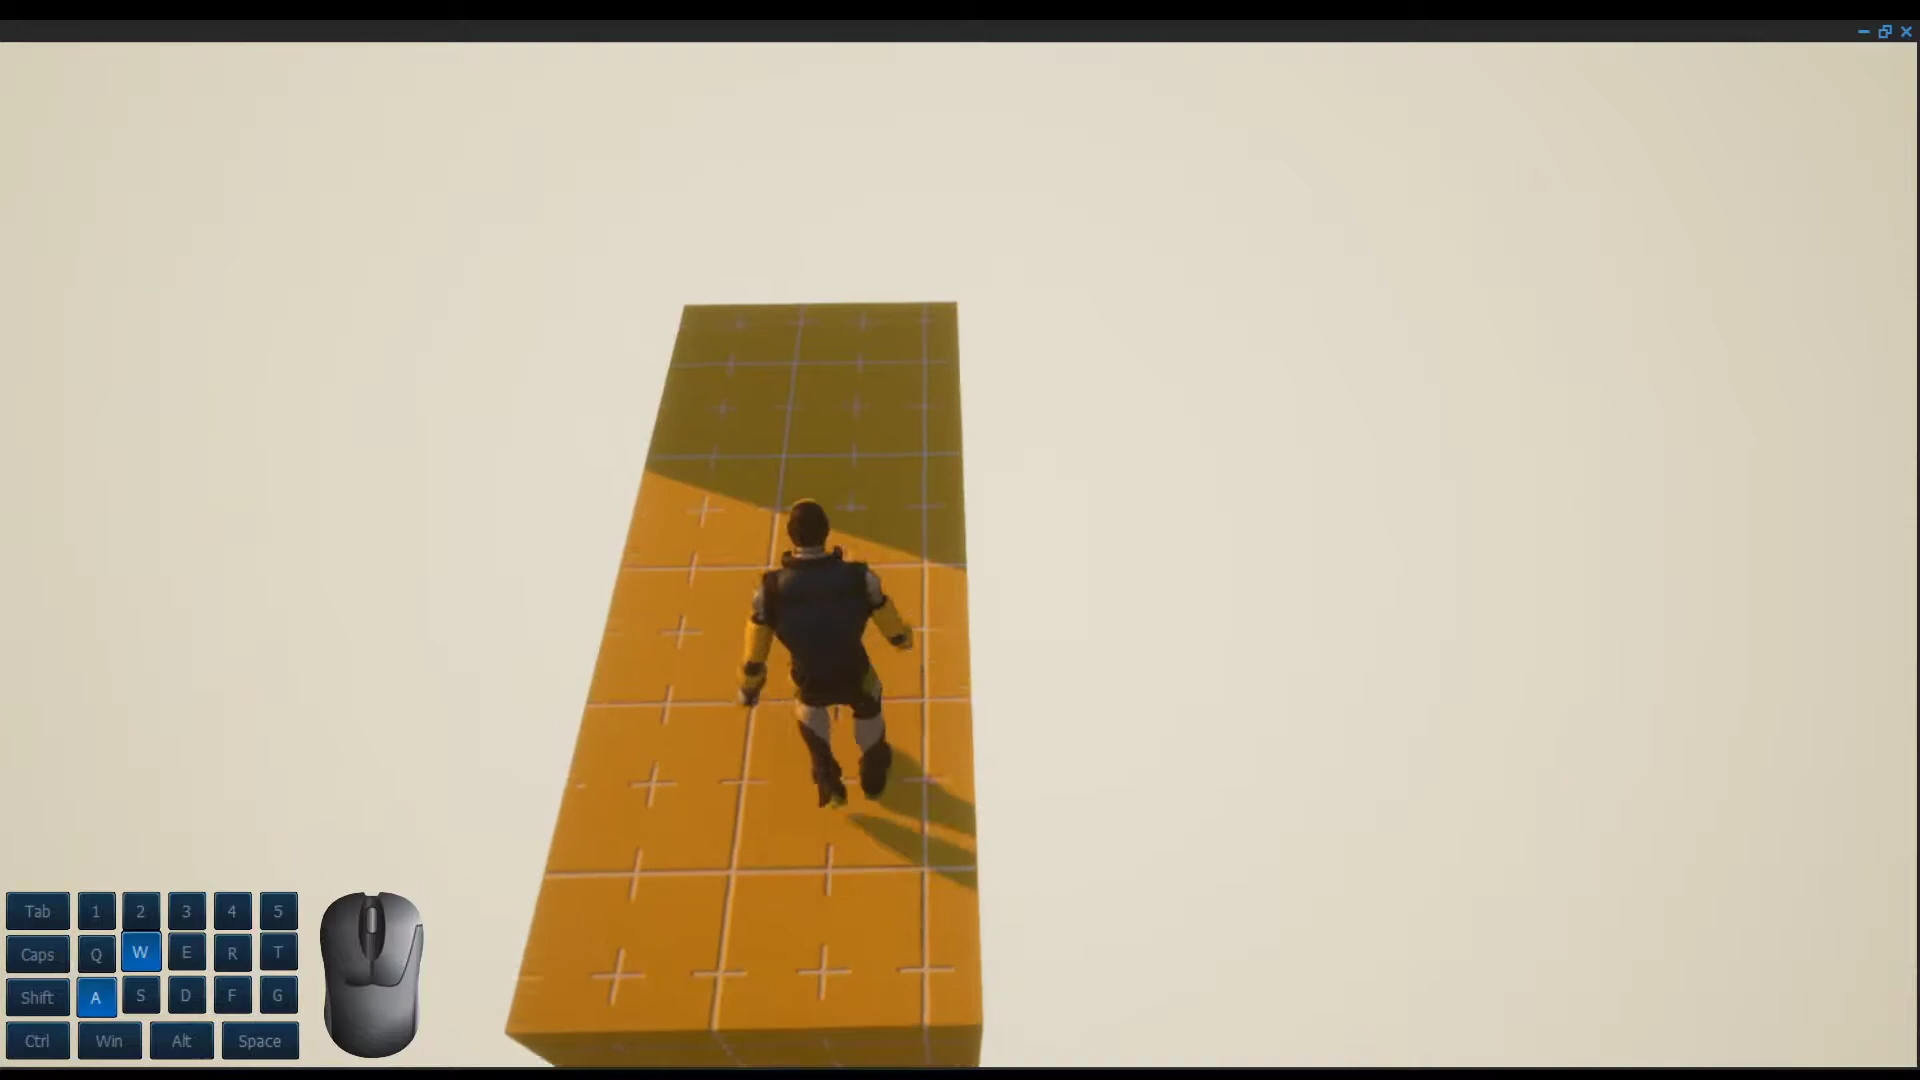 Tab 1 2 3 4 5
Caps Q W E R T
Shift A S D F G
Ctrl Win Alt Space